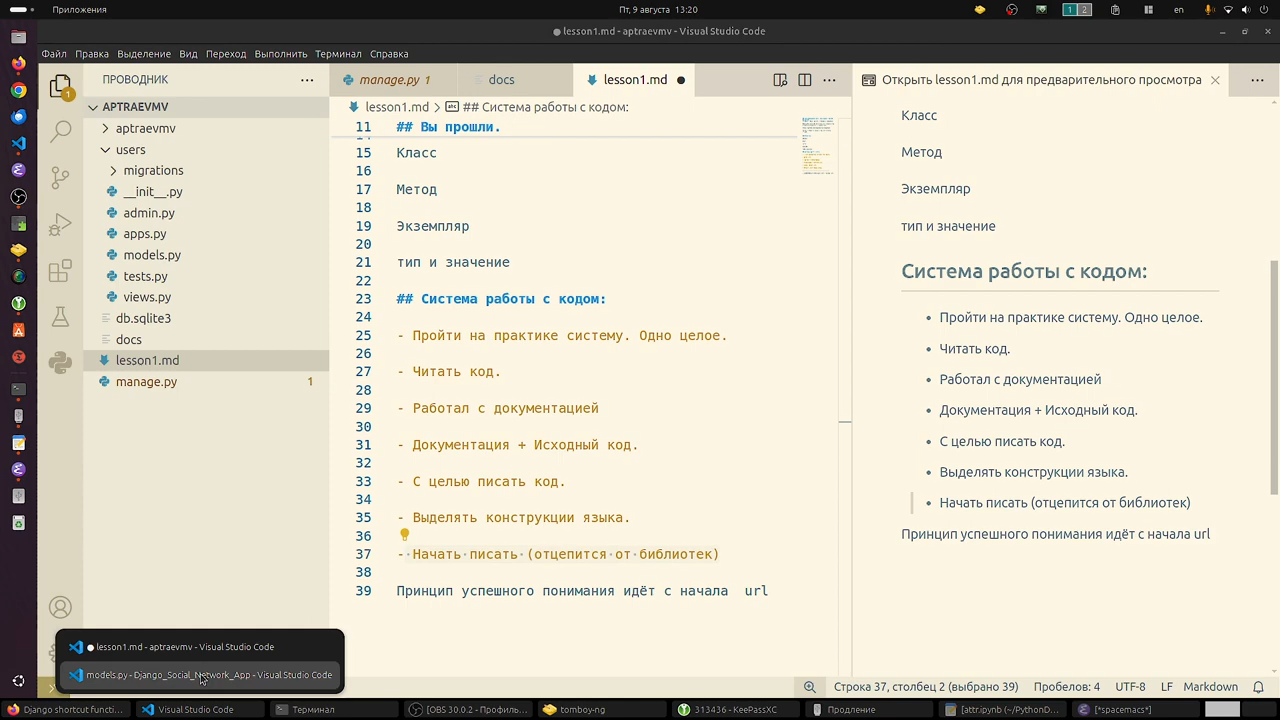 Приложения
Пт, 9 августа 13:20
1 2
en
● lesson1.md - aptraevmv - Visual Studio Code
Файл Правка Выделение Вид Переход Выполнить Терминал Справка
ПРОВОДНИК
APTRAEVMV
aptraevmv
users
migrations
__init__.py
admin.py
apps.py
models.py
tests.py
views.py
db.sqlite3
docs
lesson1.md
manage.py 1
1
manage.py 1
docs
lesson1.md ●
lesson1.md > ## Система работы с кодом:
11 ## Вы прошли.
15 Класс
16
17 Метод
18
19 Экземпляр
20
21 тип и значение
22
23 ## Система работы с кодом:
24
25 - Пройти на практике систему. Одно целое.
26
27 - Читать код.
28
29 - Работал с документацией
30
31 - Документация + Исходный код.
32
33 - С целью писать код.
34
35 - Выделять конструкции языка.
36
37 - Начать писать (отцепится от библиотек)
38
39 Принцип успешного понимания идёт с начала  url
Открыть lesson1.md для предварительного просмотра
Класс
Метод
Экземпляр
тип и значение
Система работы с кодом:
• Пройти на практике систему. Одно целое.
• Читать код.
• Работал с документацией
• Документация + Исходный код.
• С целью писать код.
• Выделять конструкции языка.
• Начать писать (отцепится от библиотек)
Принцип успешного понимания идёт с начала url
● lesson1.md - aptraevmv - Visual Studio Code
models.py - Django_Social_Network_App - Visual Studio Code
Строка 37, столбец 2 (выбрано 39) Пробелов: 4 UTF-8 LF Markdown
Django shortcut functi...
Visual Studio Code
Терминал
[OBS 30.0.2 - Профиль...
tomboy-ng
313436 - KeePassXC
Продление
[attr.ipynb (~/PythonD...
[*spacemacs*]